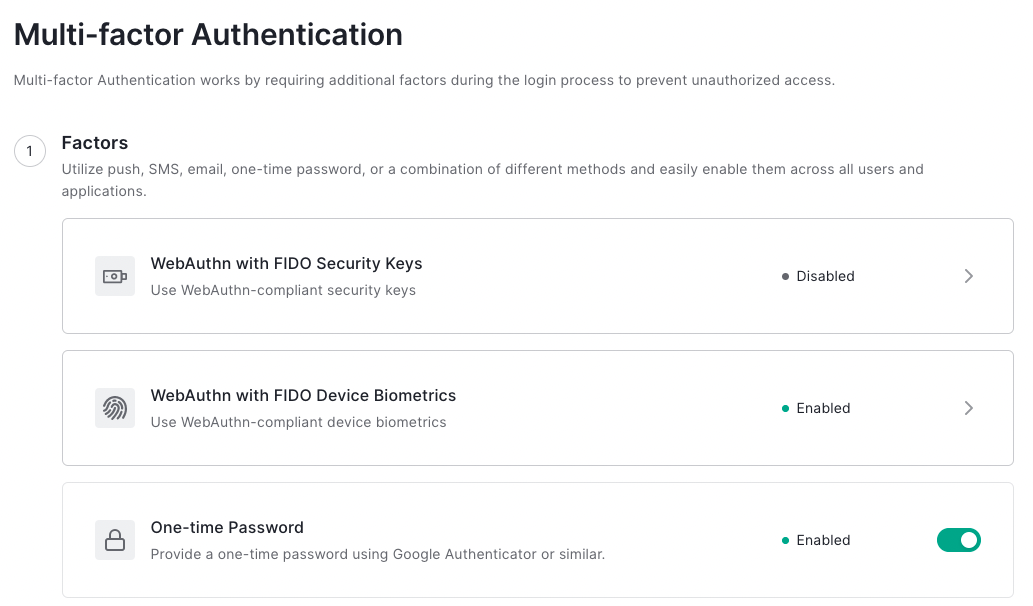 Multi-factor Authentication
Multi-factor Authentication works by requiring additional factors during the login process to prevent unauthorized access.
1
Factors
Utilize push, SMS, email, one-time password, or a combination of different methods and easily enable them across all users and
applications.
WebAuthn with FIDO Security Keys
Use WebAuthn-compliant security keys
Disabled
WebAuthn with FIDO Device Biometrics
Use WebAuthn-compliant device biometrics
Enabled
One-time Password
Provide a one-time password using Google Authenticator or similar.
Enabled